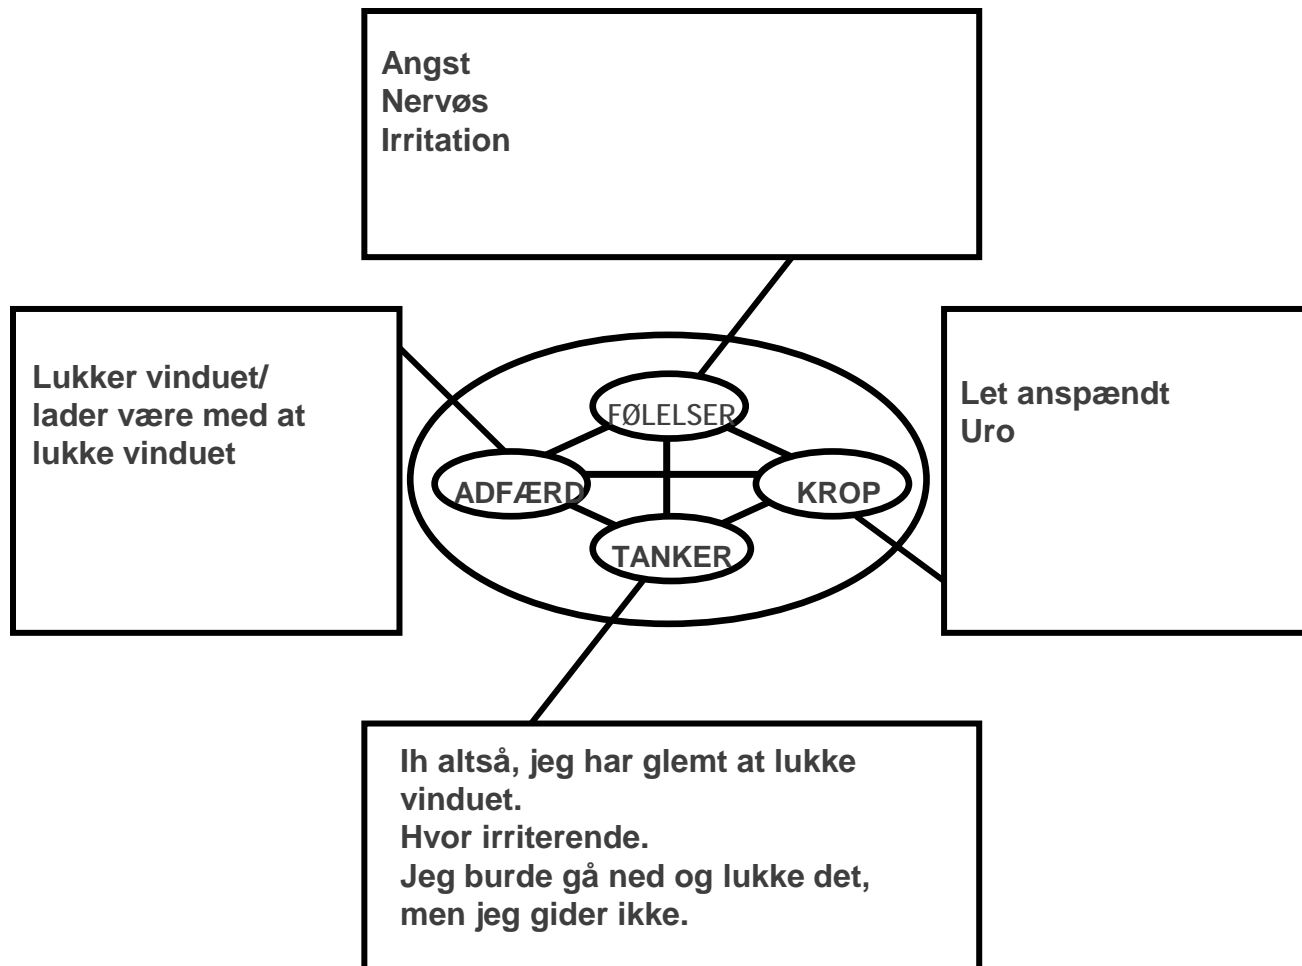 Angst
Nervøs
Irritation
Lukker vinduet/
lader være med at
lukke vinduet
Let anspændt
Uro
FØLELSER
ADFÆRD
KROP
TANKER
Ih altså, jeg har glemt at lukke
vinduet.
Hvor irriterende.
Jeg burde gå ned og lukke det,
men jeg gider ikke.